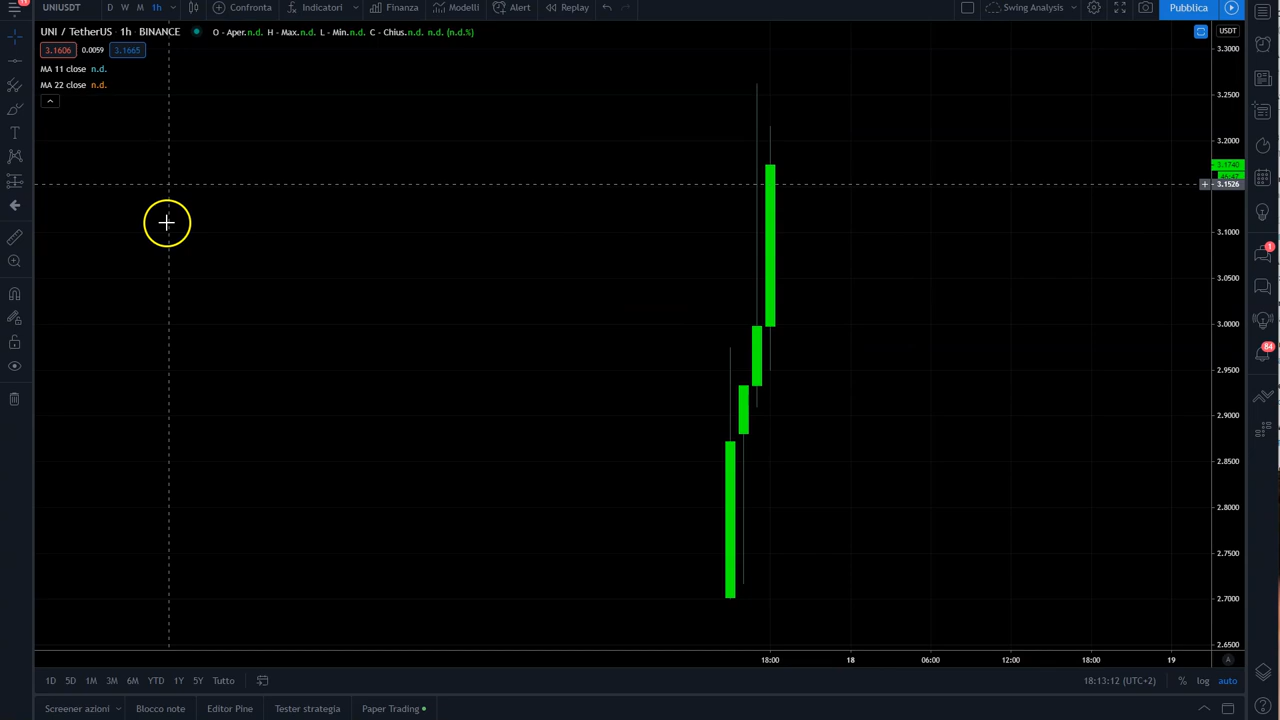 11
UNIUSDT D W M 1h Confronta Indicatori Finanza Modelli Alert Replay Swing Analysis Pubblica
UNI / TetherUS · 1h · BINANCE O - Aper.n.d. H - Max.n.d. L - Min.n.d. C - Chius.n.d. n.d. (n.d.%)
USDT
3.1606 0.0059 3.1665
MA 11 close n.d.
MA 22 close n.d.
3.3000
3.2500
3.2000
3.1740
3.1526
3.1000
3.0500
3.0000
2.9500
2.9000
2.8500
2.8000
2.7500
2.7000
2.6500
1
84
18:00 18 06:00 12:00 18:00 19 A
1D 5D 1M 3M 6M YTD 1Y 5Y Tutto 18:13:12 (UTC+2) % log auto
Screener azioni Blocco note Editor Pine Tester strategia Paper Trading